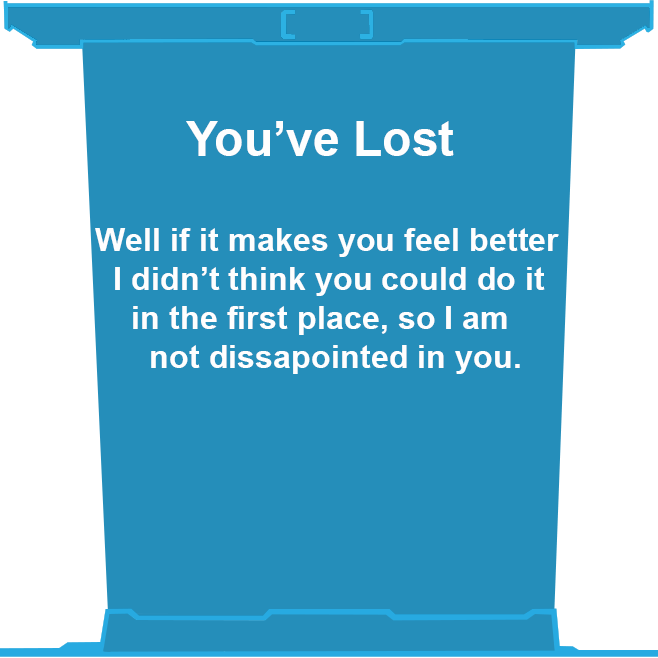 You’ve Lost
Well if it makes you feel better
I didn’t think you could do it
in the first place, so I am
not dissapointed in you.